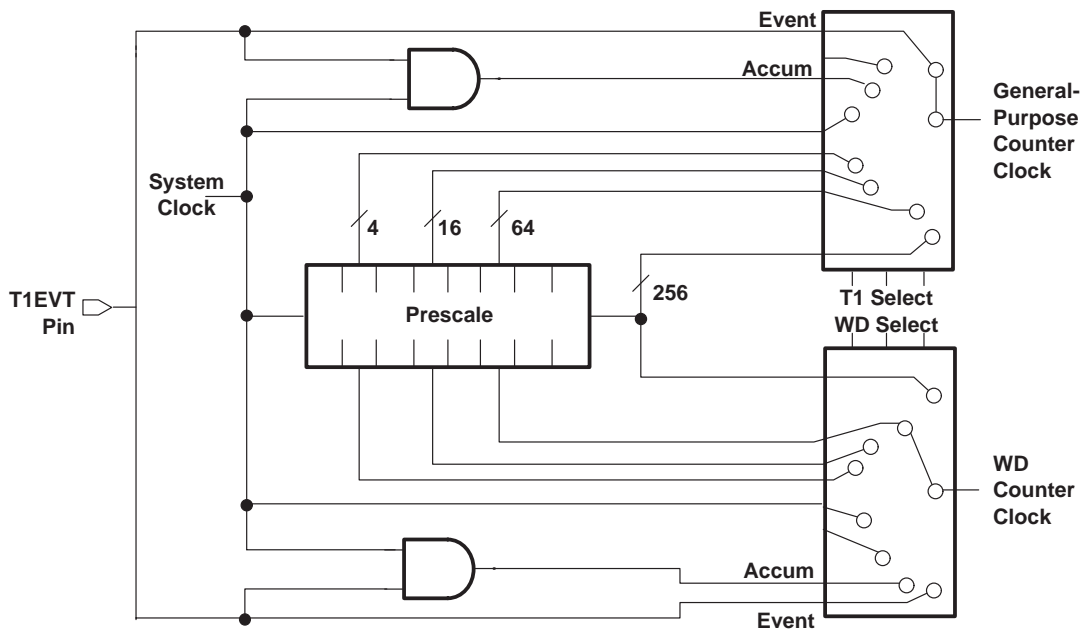 Event
Accum
General-
Purpose
Counter
Clock
System
Clock
4
16
64
T1EVT
Pin
Prescale
256
T1 Select
WD Select
WD
Counter
Clock
Accum
Event